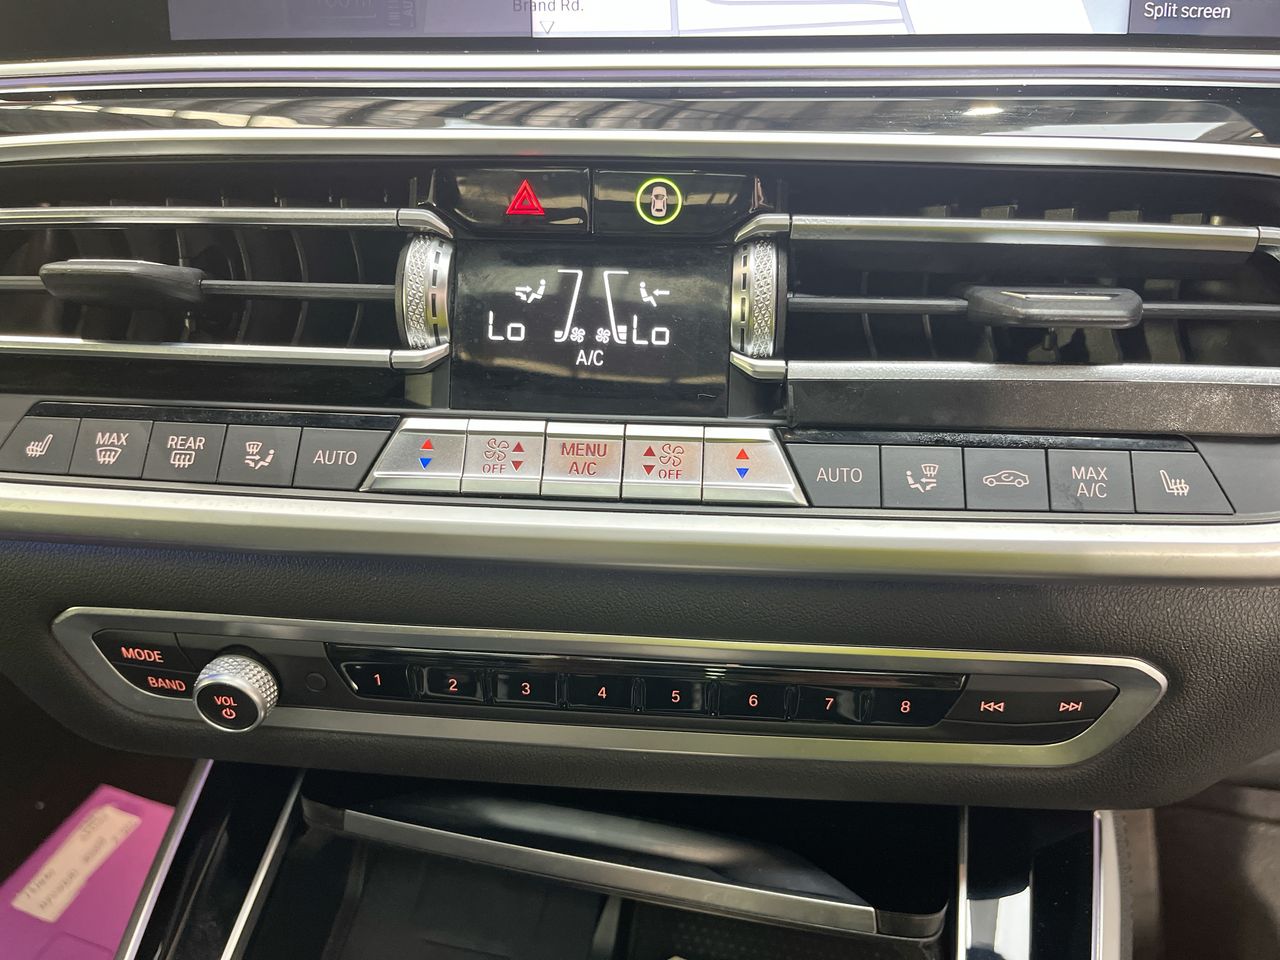 Brand Rd.
Split screen
Lo
Lo
A/C
MAX
REAR
AUTO
OFF
MENU
A/C
OFF
AUTO
MAX
A/C
MODE
BAND
VOL
1
2
3
4
5
6
7
8